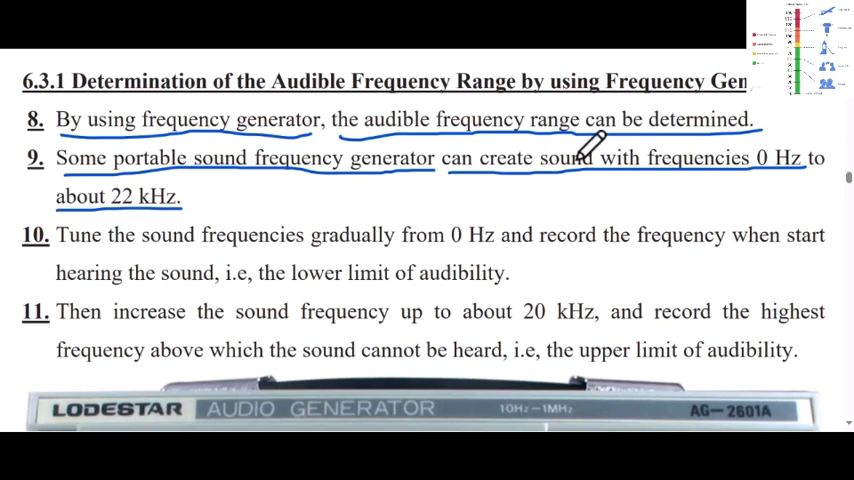 6.3.1 Determination of the Audible Frequency Range by using Frequency Gen
8. By using frequency generator, the audible frequency range can be determined.
9. Some portable sound frequency generator can create sound with frequencies 0 Hz to
about 22 kHz.
10. Tune the sound frequencies gradually from 0 Hz and record the frequency when start
hearing the sound, i.e, the lower limit of audibility.
11. Then increase the sound frequency up to about 20 kHz, and record the highest
frequency above which the sound cannot be heard, i.e, the upper limit of audibility.
LODESTAR AUDIO GENERATOR 10Hz-1MHz AG-2601A